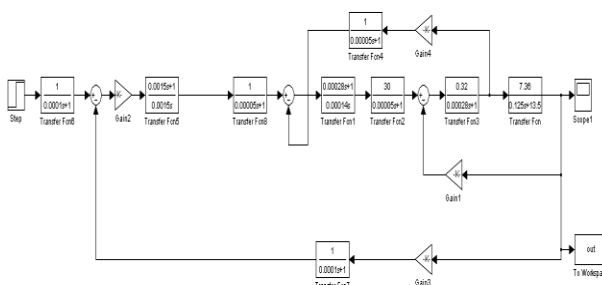 1
0.00005s+1
Transfer Fcn4
-K-
Gain4
Step
1
0.0001s+1
Transfer Fcn6
-K-
Gain2
0.0015s+1
0.0015s
Transfer Fcn5
1
0.00005s+1
Transfer Fcn8
0.00028s+1
0.00014s
Transfer Fcn1
30
0.00005s+1
Transfer Fcn2
0.32
0.00028s+1
Transfer Fcn3
7.36
0.125s+13.5
Transfer Fcn
Scope1
-K-
Gain1
out
To Workspac
1
0.0001s+1
Transfer Fcn7
-K-
Gain3